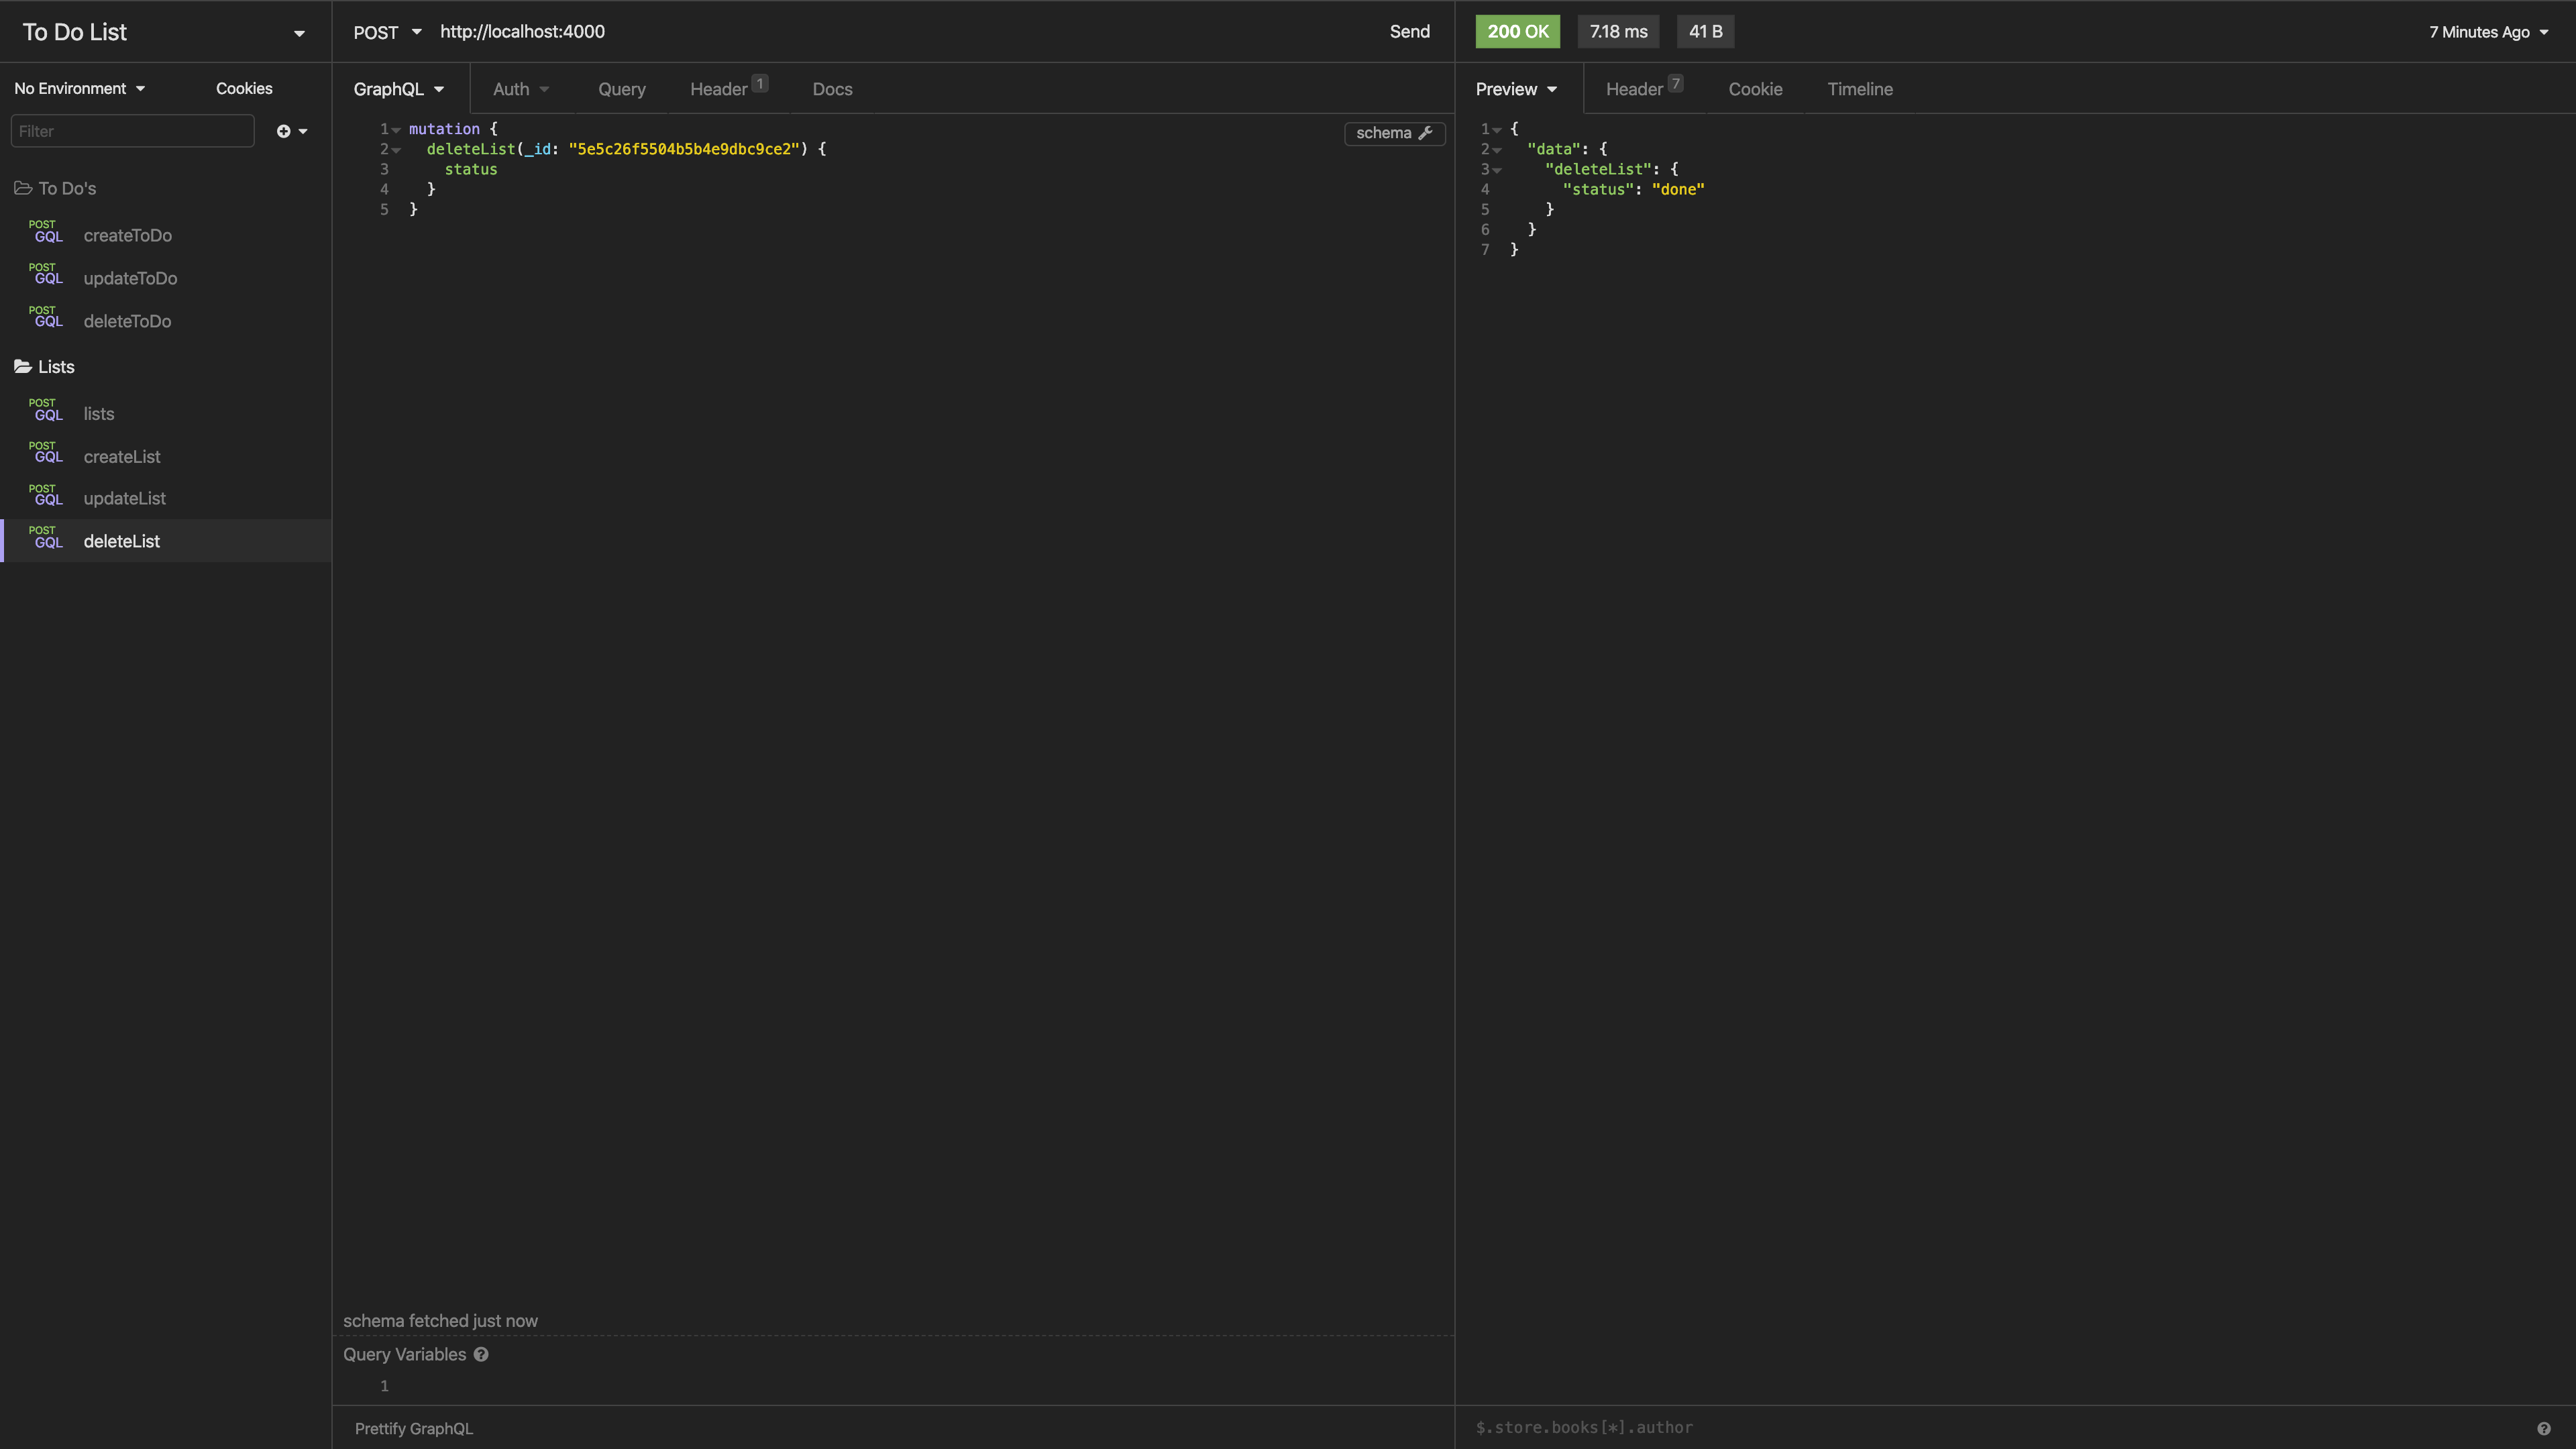 To Do List
No Environment Cookies
Filter
To Do's
POST GQL createToDo
POST GQL updateToDo
POST GQL deleteToDo
Lists
POST GQL lists
POST GQL createList
POST GQL updateList
POST GQL deleteList
POST http://localhost:4000 Send
GraphQL Auth Query Header 1 Docs
schema
1 mutation {
2 deleteList(_id: "5e5c26f5504b5b4e9dbc9ce2") {
3 status
4 }
5 }
schema fetched just now
Query Variables ?
1
Prettify GraphQL
200 OK 7.18 ms 41 B 7 Minutes Ago
Preview Header 7 Cookie Timeline
1 {
2 "data": {
3 "deleteList": {
4 "status": "done"
5 }
6 }
7 }
$.store.books[*].author ?